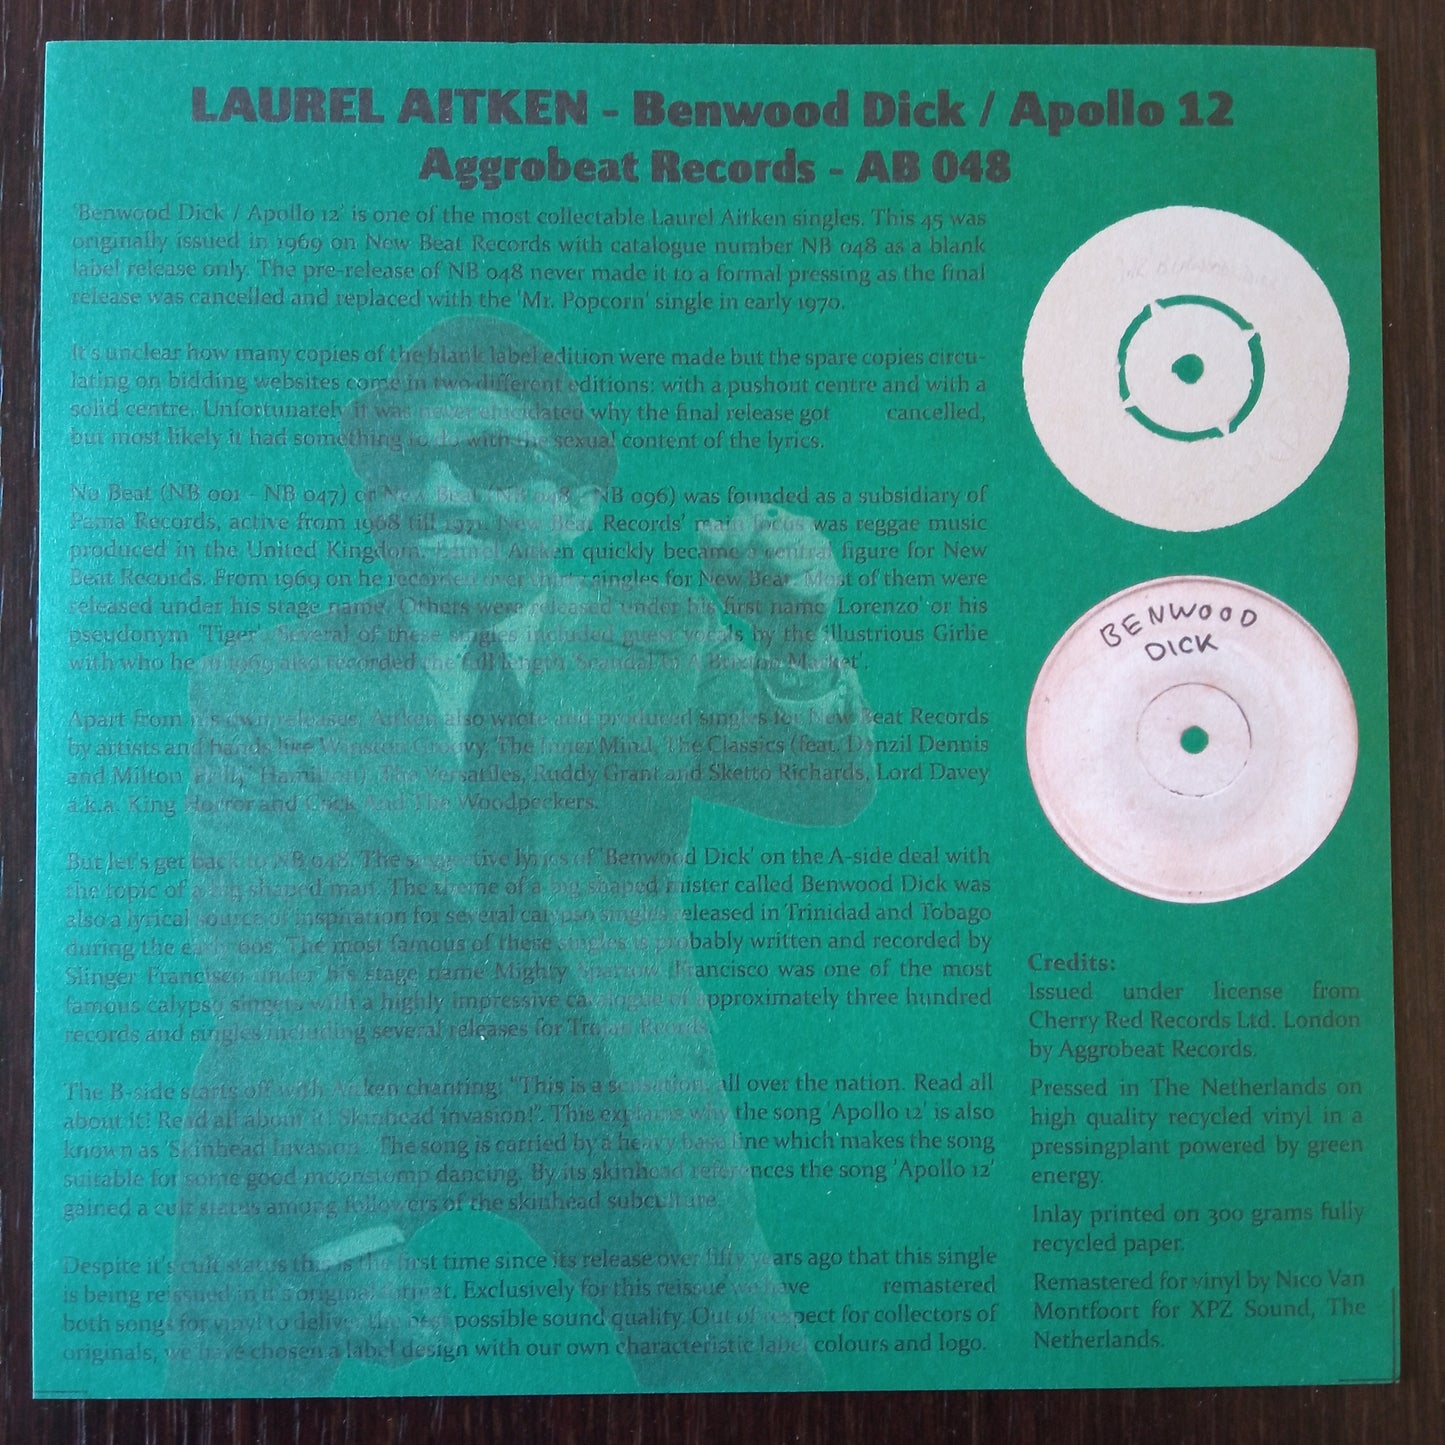 LAUREL AITKEN - Benwood Dick / Apollo 12
Aggrobeat Records - AB 048
'Benwood Dick / Apollo 12' is one of the most collectable Laurel Aitken singles. This 45 was
originally issued in 1969 on New Beat Records with catalogue number NB 048 as a blank
label release only. The pre-release of NB 048 never made it to a formal pressing as the final
release was cancelled and replaced with the 'Mr. Popcorn' single in early 1970.
It's unclear how many copies of the blank label edition were made but the spare copies circu-
lating on bidding websites come in two different editions: with a pushout centre and with a
solid centre. Unfortunately it was never elucidated why the final release got cancelled,
but most likely it had something to do with the sexual content of the lyrics.
Nu Beat (NB 001 - NB 047) or New Beat (NB 048 - NB 096) was founded as a subsidiary of
Pama Records, active from 1968 till 1971. New Beat Records' main focus was reggae music
produced in the United Kingdom. Laurel Aitken quickly became a central figure for New
Beat Records. From 1969 on he recorded over thirty singles for New Beat. Most of them were
released under his stage name. Others were released under his first name 'Lorenzo' or his
pseudonym 'Tiger'. Several of these singles included guest vocals by the illustrious Girlie
with who he in 1969 also recorded the full length 'Scandal In A Brixton Market'.
Apart from it's own releases, Aitken also wrote and produced singles for New Beat Records
by artists and bands like Winston Groovy, The Inner Mind, The Classics (feat. Denzil Dennis
and Milton Hamilton), The Versatiles, Ruddy Grant and Sketto Richards, Lord Davey
a.k.a. King Horror and Crick And The Woodpeckers.
But let's get back to NB 048. The suggestive lyrics of 'Benwood Dick' on the A-side deal with
the topic of a 'big shaped man'. The theme of a big shaped mister called Benwood Dick was
also a lyrical source of inspiration for several calypso singles released in Trinidad and Tobago
during the early '60s. The most famous of these singles is probably written and recorded by
Slinger Francisco under his stage name Mighty Sparrow. Francisco was one of the most
famous calypso singers with a highly impressive catalogue of approximately three hundred
records and singles including several releases for Trojan Records.
The B-side starts off with Aitken chanting: "This is a sensation, all over the nation. Read all
about it! Read all about it! Skinhead invasion!". This explains why the song 'Apollo 12' is also
known as 'Skinhead Invasion'. The song is carried by a heavy base line which makes the song
suitable for some good moonstomp dancing. By its skinhead references the song 'Apollo 12'
gained a cult status among followers of the skinhead subculture.
Despite it's cult status this is the first time since its release over fifty years ago that this single
is being reissued in it's original format. Exclusively for this reissue we have remastered
both songs for vinyl to deliver the best possible sound quality. Out of respect for collectors of
originals, we have chosen a label design with our own characteristic label colours and logo.
BENWOOD
DICK
Credits:
Issued under license from
Cherry Red Records Ltd. London
by Aggrobeat Records.
Pressed in The Netherlands on
high quality recycled vinyl in a
pressingplant powered by green
energy.
Inlay printed on 300 grams fully
recycled paper.
Remastered for vinyl by Nico Van
Montfoort for XPZ Sound, The
Netherlands.